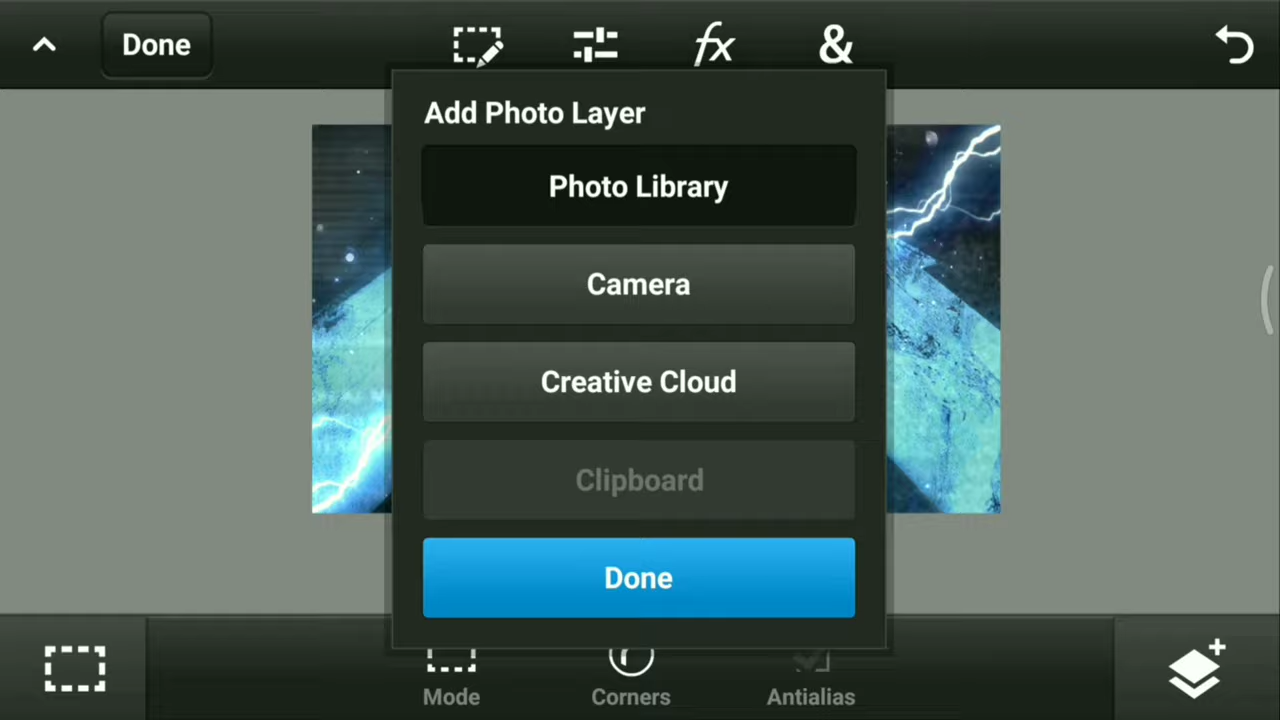 Done
fx
&
Add Photo Layer
Photo Library
Camera
Creative Cloud
Clipboard
Done
Mode
Corners
Antialias